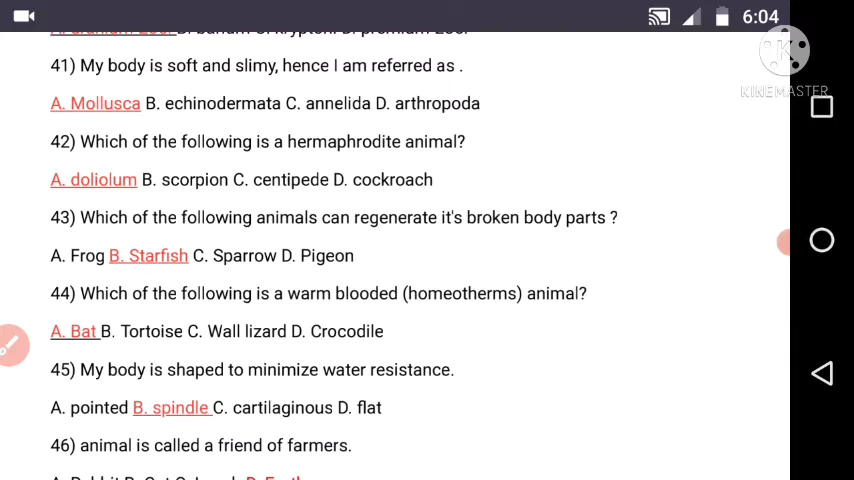 6:04
KINEMASTER
41) My body is soft and slimy, hence I am referred as .
A. Mollusca B. echinodermata C. annelida D. arthropoda
42) Which of the following is a hermaphrodite animal?
A. doliolum B. scorpion C. centipede D. cockroach
43) Which of the following animals can regenerate it's broken body parts ?
A. Frog B. Starfish C. Sparrow D. Pigeon
44) Which of the following is a warm blooded (homeotherms) animal?
A. Bat B. Tortoise C. Wall lizard D. Crocodile
45) My body is shaped to minimize water resistance.
A. pointed B. spindle C. cartilaginous D. flat
46) animal is called a friend of farmers.